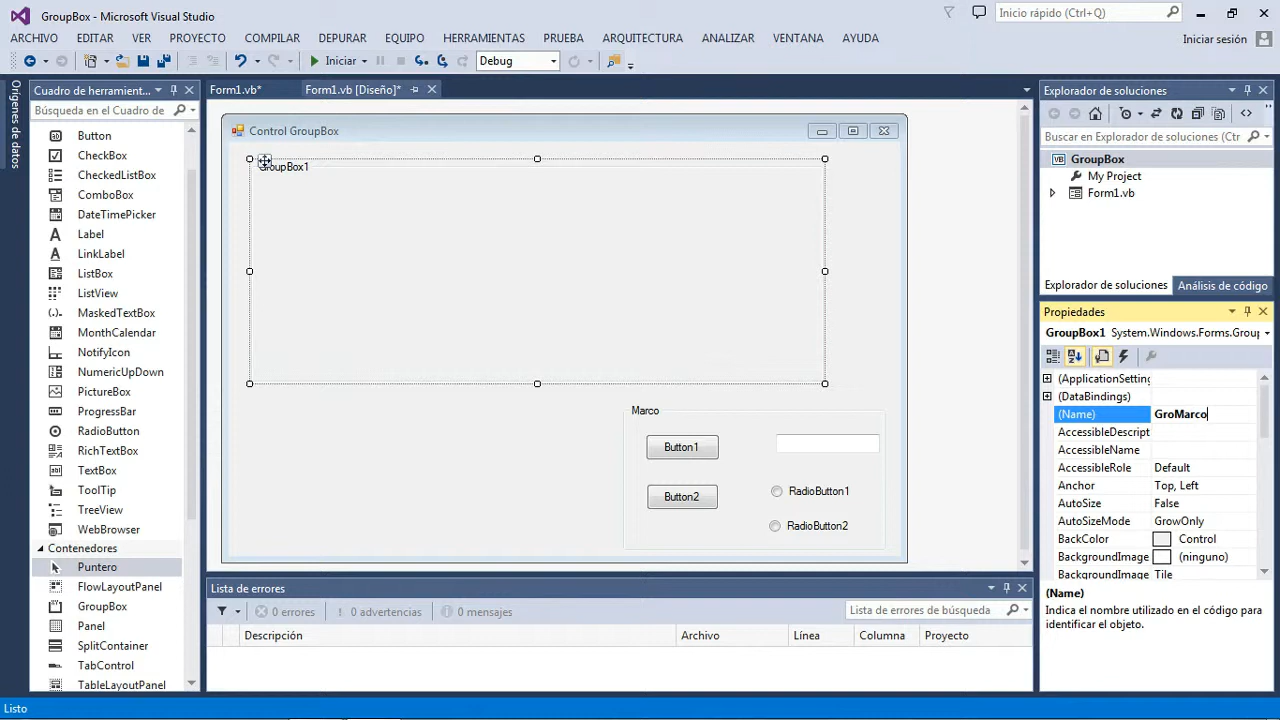 GroupBox - Microsoft Visual Studio
Inicio rápido (Ctrl+Q)
ARCHIVO EDITAR VER PROYECTO COMPILAR DEPURAR EQUIPO HERRAMIENTAS PRUEBA ARQUITECTURA ANALIZAR VENTANA AYUDA
Iniciar sesión
Iniciar Debug
Orígenes de datos
Cuadro de herramient
Buscar en Cuadro de
Button
CheckBox
CheckedListBox
ComboBox
DateTimePicker
Label
LinkLabel
ListBox
ListView
MaskedTextBox
MonthCalendar
NotifyIcon
NumericUpDown
PictureBox
ProgressBar
RadioButton
RichTextBox
TextBox
ToolTip
TreeView
WebBrowser
Contenedores
Puntero
FlowLayoutPanel
GroupBox
Panel
SplitContainer
TabControl
TableLayoutPanel
Form1.vb* Form1.vb [Diseño]*
Control GroupBox
GroupBox1
Marco
Button1
Button2
RadioButton1
RadioButton2
Lista de errores
0 errores 0 advertencias 0 mensajes
Lista de errores de búsqueda
Descripción Archivo Línea Columna Proyecto
Explorador de soluciones
Buscar en Explorador de soluciones (Ctr
VB GroupBox
My Project
Form1.vb
Explorador de soluciones Análisis de código
Propiedades
GroupBox1 System.Windows.Forms.Grou
(ApplicationSetting
(DataBindings)
(Name) GroMarco
AccessibleDescript
AccessibleName
AccessibleRole Default
Anchor Top, Left
AutoSize False
AutoSizeMode GrowOnly
BackColor Control
BackgroundImage (ninguno)
BackgroundImage Tile
(Name)
Indica el nombre utilizado en el código para
identificar el objeto.
Listo